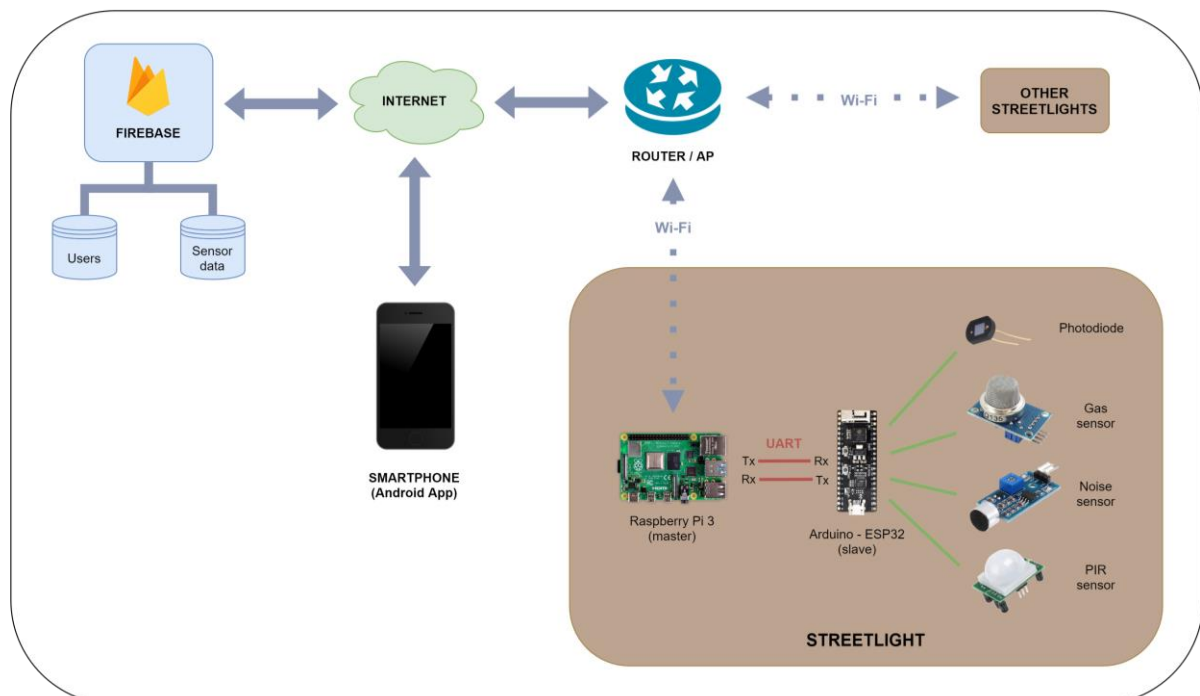 FIREBASE
Users
Sensor
data
INTERNET
SMARTPHONE
(Android App)
ROUTER / AP
Wi-Fi
OTHER
STREETLIGHTS
Wi-Fi
UART
Tx
Rx
Rx
Tx
Raspberry Pi 3
(master)
Arduino - ESP32
(slave)
Photodiode
Gas
sensor
Noise
sensor
PIR
sensor
STREETLIGHT